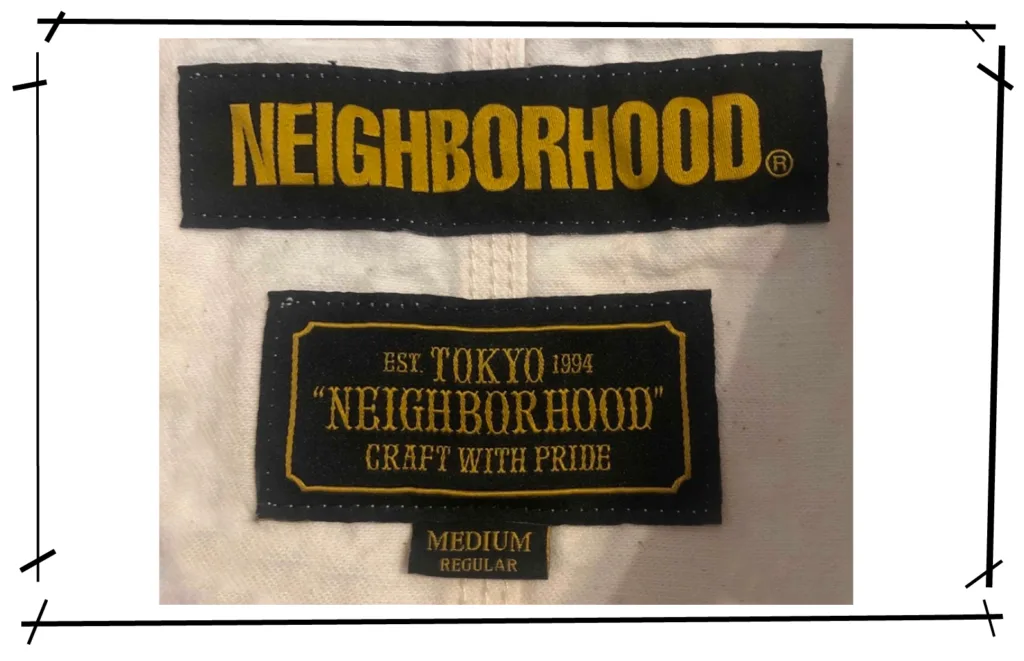 NEIGHBORHOOD®
EST. TOKYO 1994
“NEIGHBORHOOD”
CRAFT WITH PRIDE
MEDIUM
REGULAR